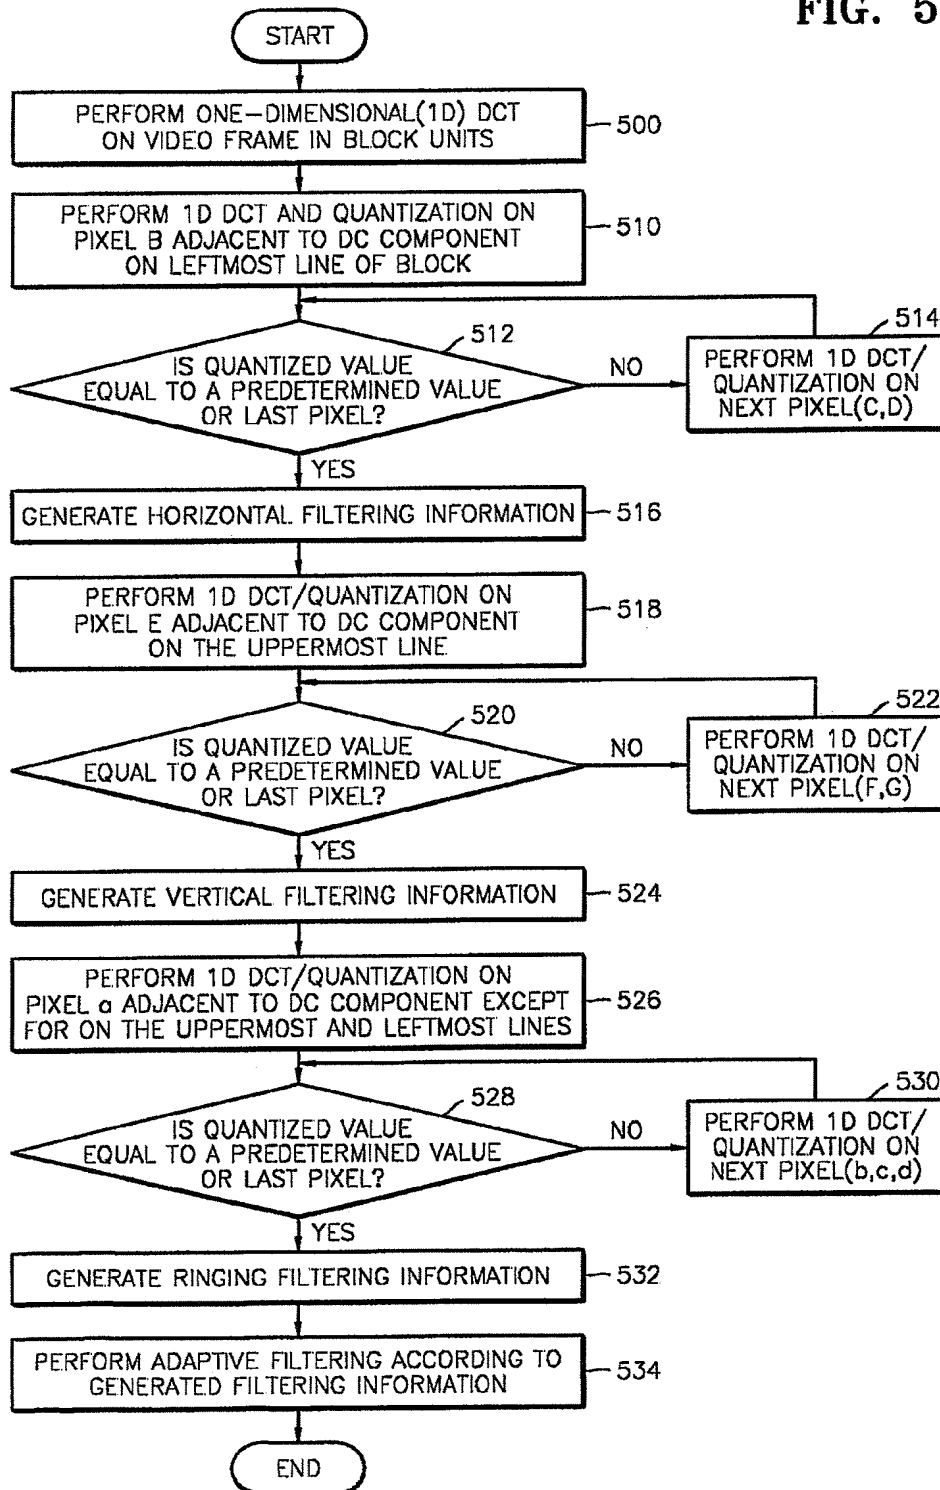 FIG. 5
START
PERFORM ONE-DIMENSIONAL(1D) DCT
ON VIDEO FRAME IN BLOCK UNITS
500
PERFORM 1D DCT AND QUANTIZATION ON
PIXEL B ADJACENT TO DC COMPONENT
ON LEFTMOST LINE OF BLOCK
510
512
IS QUANTIZED VALUE
EQUAL TO A PREDETERMINED VALUE
OR LAST PIXEL?
NO
514
PERFORM 1D DCT/
QUANTIZATION ON
NEXT PIXEL(C,D)
YES
GENERATE HORIZONTAL FILTERING INFORMATION
516
PERFORM 1D DCT/QUANTIZATION ON
PIXEL E ADJACENT TO DC COMPONENT
ON THE UPPERMOST LINE
518
520
IS QUANTIZED VALUE
EQUAL TO A PREDETERMINED VALUE
OR LAST PIXEL?
NO
522
PERFORM 1D DCT/
QUANTIZATION ON
NEXT PIXEL(F,G)
YES
GENERATE VERTICAL FILTERING INFORMATION
524
PERFORM 1D DCT/QUANTIZATION ON
PIXEL a ADJACENT TO DC COMPONENT EXCEPT
FOR ON THE UPPERMOST AND LEFTMOST LINES
526
528
IS QUANTIZED VALUE
EQUAL TO A PREDETERMINED VALUE
OR LAST PIXEL?
NO
530
PERFORM 1D DCT/
QUANTIZATION ON
NEXT PIXEL(b,c,d)
YES
GENERATE RINGING FILTERING INFORMATION
532
PERFORM ADAPTIVE FILTERING ACCORDING TO
GENERATED FILTERING INFORMATION
534
END